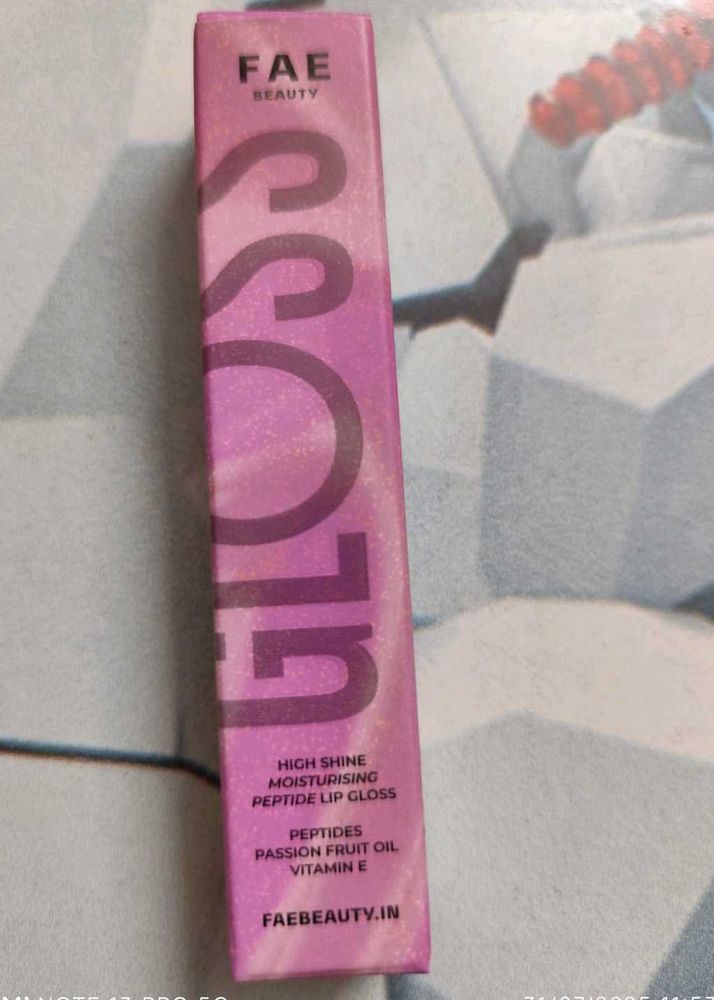 FAE
BEAUTY
GLOSS
HIGH SHINE
MOISTURISING
PEPTIDE LIP GLOSS
PEPTIDES
PASSION FRUIT OIL
VITAMIN E
FAEBEAUTY.IN